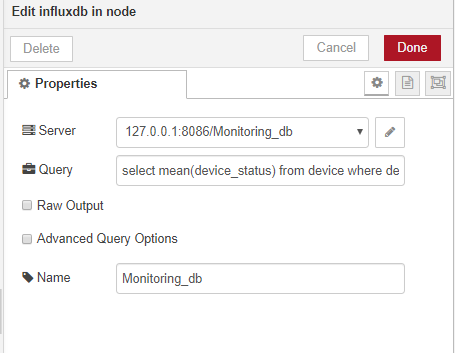 Edit influxdb in node
Delete
Cancel
Done
Properties
Server
127.0.0.1:8086/Monitoring_db
Query
select mean(device_status) from device where de
Raw Output
Advanced Query Options
Name
Monitoring_db